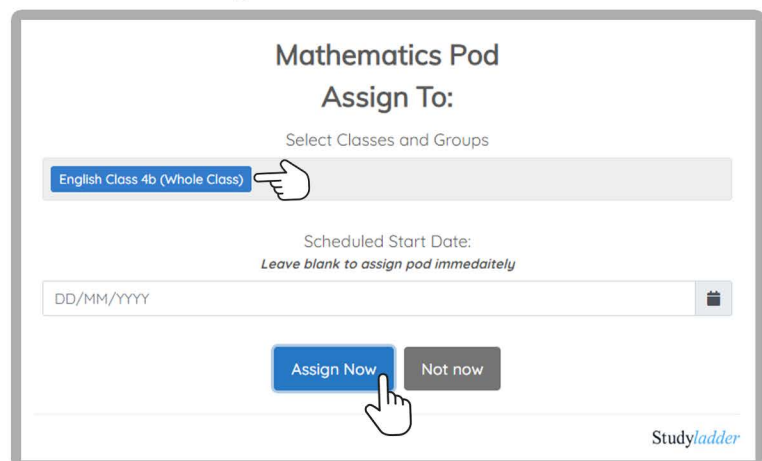 Mathematics Pod
Assign To:
Select Classes and Groups
English Class 4b (Whole Class)
Scheduled Start Date:
Leave blank to assign pod immedaitely
DD/MM/YYYY
Assign Now
Not now
Studyladder